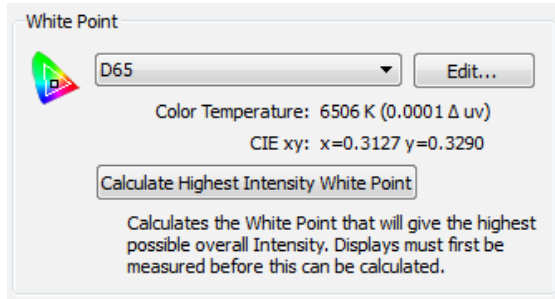 White Point
D65
Edit...
Color Temperature: 6506 K (0.0001 Δ uv)
CIE xy: x=0.3127 y=0.3290
Calculate Highest Intensity White Point
Calculates the White Point that will give the highest
possible overall Intensity. Displays must first be
measured before this can be calculated.